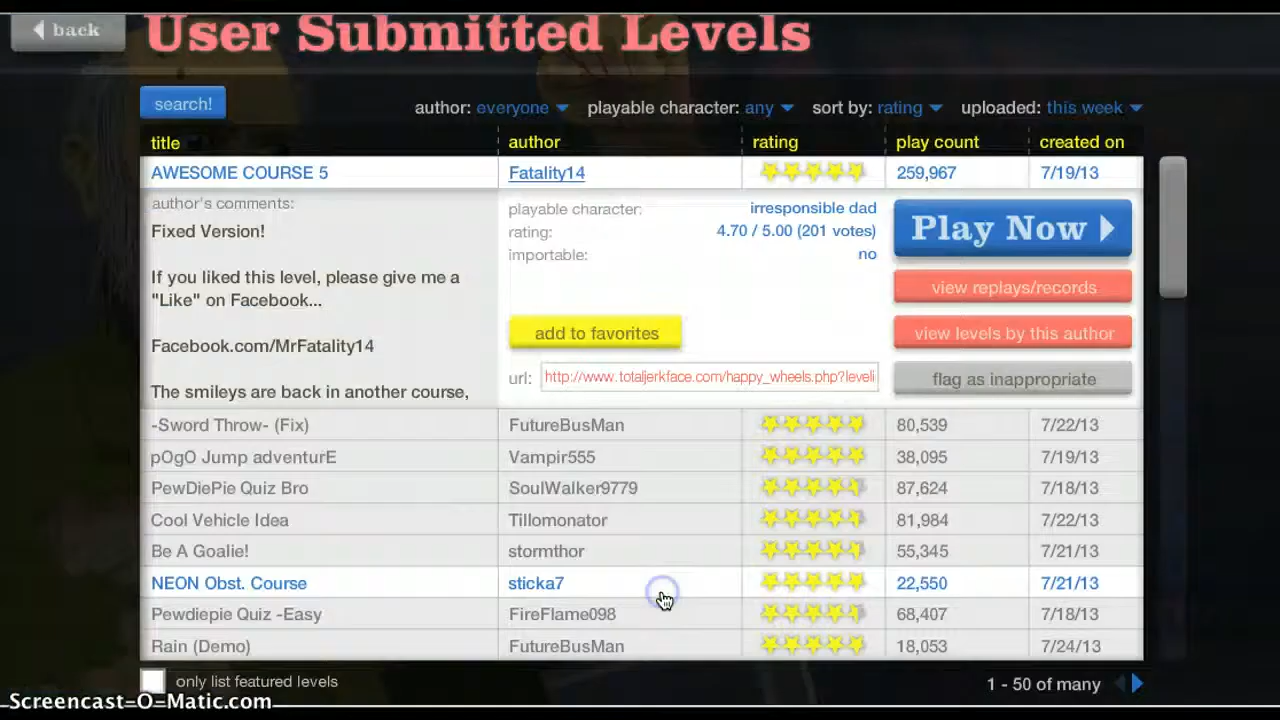 back
User Submitted Levels
search!
author: everyone playable character: any sort by: rating uploaded: this week
title author rating play count created on
AWESOME COURSE 5 Fatality14 259,967 7/19/13
author's comments:
Fixed Version!
If you liked this level, please give me a
"Like" on Facebook...
Facebook.com/MrFatality14
The smileys are back in another course,
playable character: irresponsible dad
rating: 4.70 / 5.00 (201 votes)
importable: no
add to favorites
url: http://www.totaljerkface.com/happy_wheels.php?leveli
Play Now
view replays/records
view levels by this author
flag as inappropriate
-Sword Throw- (Fix) FutureBusMan 80,539 7/22/13
pOgO Jump adventurE Vampir555 38,095 7/19/13
PewDiePie Quiz Bro SoulWalker9779 87,624 7/18/13
Cool Vehicle Idea Tillomonator 81,984 7/22/13
Be A Goalie! stormthor 55,345 7/21/13
NEON Obst. Course sticka7 22,550 7/21/13
Pewdiepie Quiz -Easy FireFlame098 68,407 7/18/13
Rain (Demo) FutureBusMan 18,053 7/24/13
only list featured levels
1 - 50 of many
Screencast-O-Matic.com